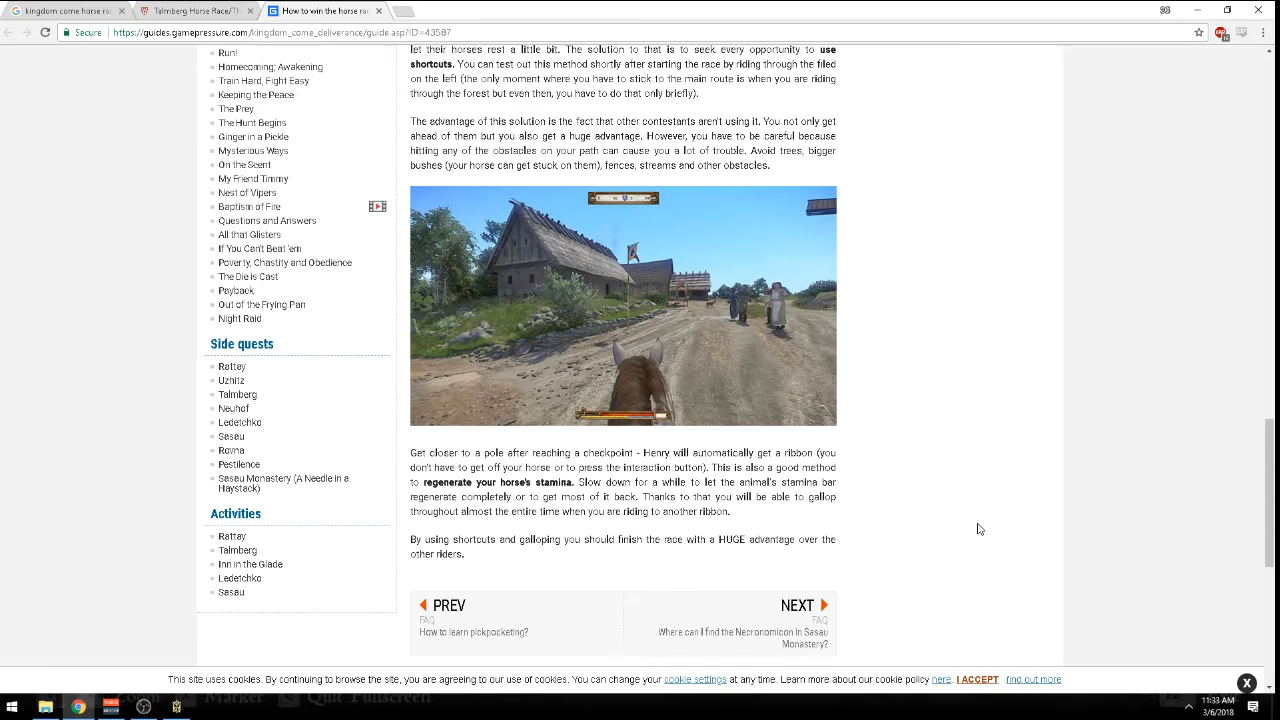 kingdom come horse rac
Talmberg Horse Race/Th
How to win the horse ra
Secure
https://guides.gamepressure.com/kingdom_come_deliverance/guide.asp?ID=43587
Run!
Homecoming; Awakening
Train Hard, Fight Easy
Keeping the Peace
The Prey
The Hunt Begins
Ginger in a Pickle
Mysterious Ways
On the Scent
My Friend Timmy
Nest of Vipers
Baptism of Fire
Questions and Answers
All that Glisters
If You Can't Beat 'em
Poverty, Chastity and Obedience
The Die is Cast
Payback
Out of the Frying Pan
Night Raid
Side quests
Rattay
Uzhitz
Talmberg
Neuhof
Ledetchko
Sasau
Rovna
Pestilence
Sasau Monastery (A Needle in a
Haystack)
Activities
Rattay
Talmberg
Inn in the Glade
Ledetchko
Sasau
let their horses rest a little bit. The solution to that is to seek every opportunity to use
shortcuts. You can test out this method shortly after starting the race by riding through the filed
on the left (the only moment where you have to stick to the main route is when you are riding
through the forest but even then, you have to do that only briefly).
The advantage of this solution is the fact that other contestants aren't using it. You not only get
ahead of them but you also get a huge advantage. However, you have to be careful because
hitting any of the obstacles on your path can cause you a lot of trouble. Avoid trees, bigger
bushes (your horse can get stuck on them), fences, streams and other obstacles.
Get closer to a pole after reaching a checkpoint - Henry will automatically get a ribbon (you
don't have to get off your horse or to press the interaction button). This is also a good method
to regenerate your horse's stamina. Slow down for a while to let the animal's stamina bar
regenerate completely or to get most of it back. Thanks to that you will be able to gallop
throughout almost the entire time when you are riding to another ribbon.
By using shortcuts and galloping you should finish the race with a HUGE advantage over the
other riders.
PREV
FAQ
How to learn pickpocketing?
NEXT
FAQ
Where can I find the Necronomicon in Sasau
Monastery?
This site uses cookies. By continuing to browse the site, you are agreeing to our use of cookies. You can change your cookie settings at any time. Learn more about our cookie policy here. I ACCEPT find out more
X
Zoom Marker Quit Fullscreen
11:33 AM
3/6/2018